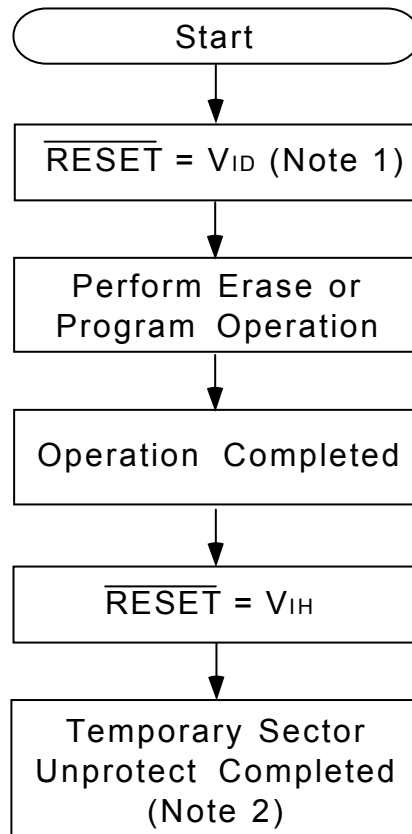 Start
RESET = VID (Note 1)
Perform Erase or
Program Operation
Operation Completed
RESET = VIH
Temporary Sector
Unprotect Completed
(Note 2)